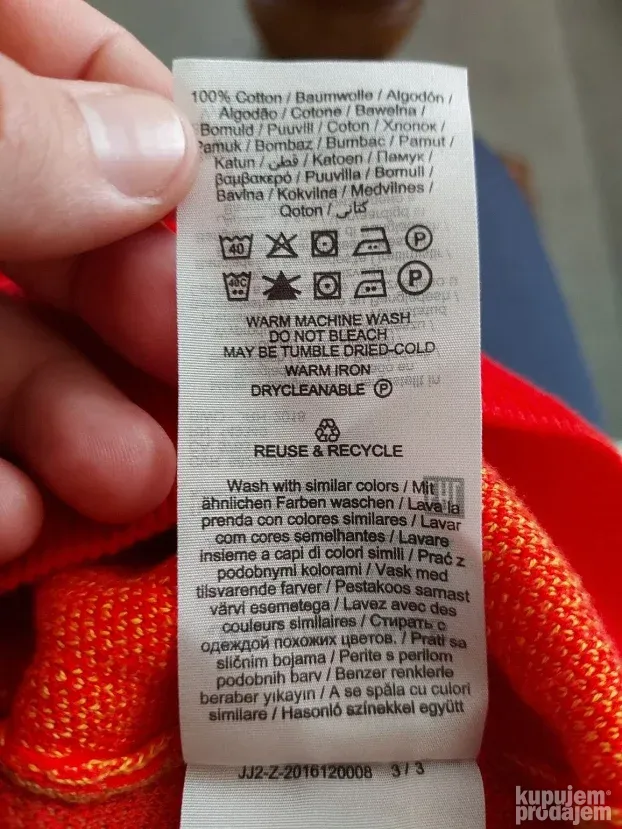 100% Cotton / Baumwolle / Algodón /
Algodão / Cotone / Bawełna /
Bomuld / Puuvill / Coton / Хлопок /
Pamuk / Bombaz / Bumbac / Pamut /
Katun / قطن / Katoen / Памук /
βαμβακερό / Puuvilla / Bomull /
Bavlna / Kokvilna / Medvilnes /
Qoton / كتاني
40 P
40C P
WARM MACHINE WASH
DO NOT BLEACH
MAY BE TUMBLE DRIED-COLD
WARM IRON
DRYCLEANABLE P
REUSE & RECYCLE
Wash with similar colors / Mit
ähnlichen Farben waschen / Lava la
prenda con colores similares / Lavar
com cores semelhantes / Lavare
insieme a capi di colori simili / Prać z
podobnymi kolorami / Vask med
tilsvarende farver / Pestakoos samast
värvi esemetega / Lavez avec des
couleurs similaires / Стирать с
одеждой похожих цветов. / Prati sa
sličnim bojama / Perite s perilom
podobnih barv / Benzer renklerle
beraber yıkayin / A se spăla cu culori
similare / Hasonló színekkel együtt
JJ2-Z-2016120008 3 / 3
kupujem
prodajem